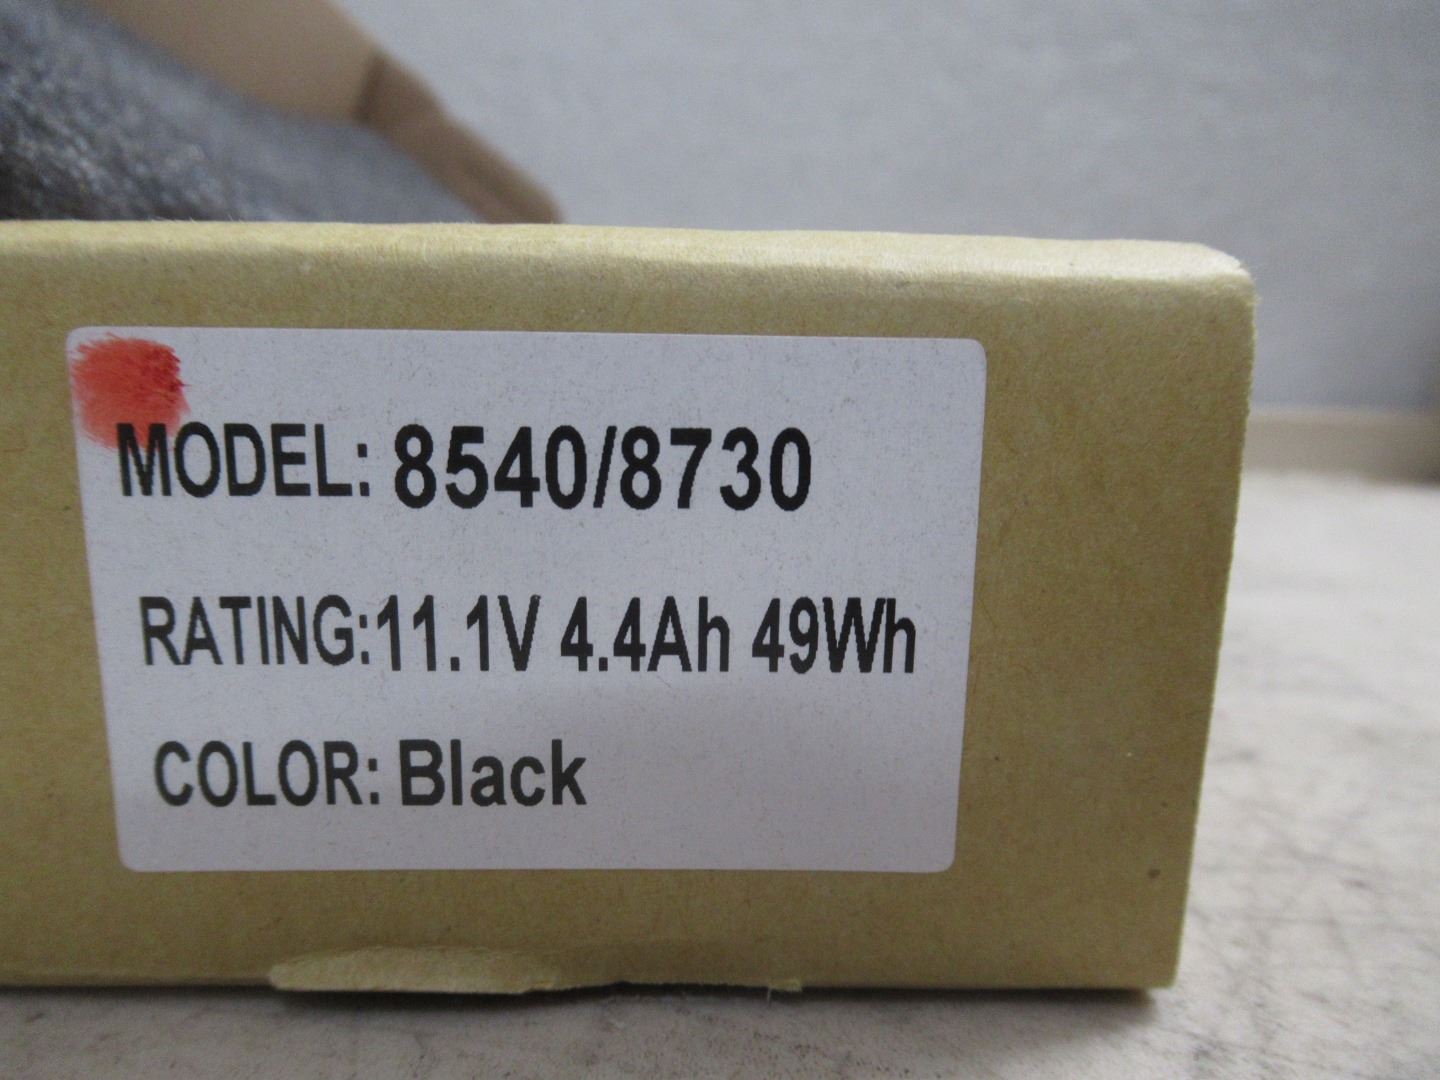 MODEL: 8540/8730
RATING:11.1V 4.4Ah 49Wh
COLOR: Black